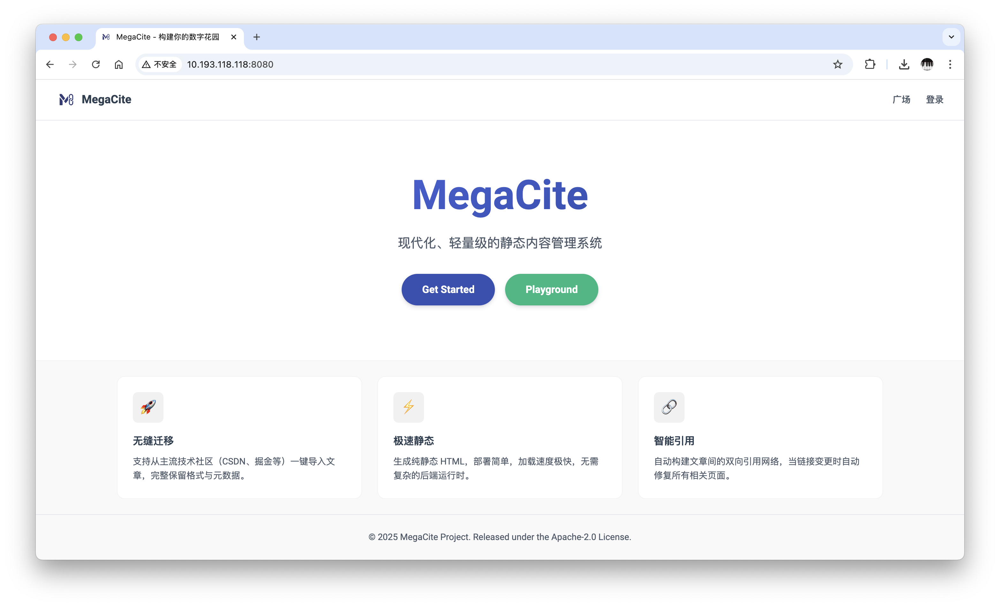 MegaCite - 构建你的数字花园
不安全
10.193.118.118:8080
MegaCite
广场
登录
MegaCite
现代化、轻量级的静态内容管理系统
Get Started
Playground
无缝迁移
支持从主流技术社区（CSDN、掘金等）一键导入文
章，完整保留格式与元数据。
极速静态
生成纯静态 HTML，部署简单，加载速度极快，无需
复杂的后端运行时。
智能引用
自动构建文章间的双向引用网络，当链接变更时自动
修复所有相关页面。
© 2025 MegaCite Project. Released under the Apache-2.0 License.